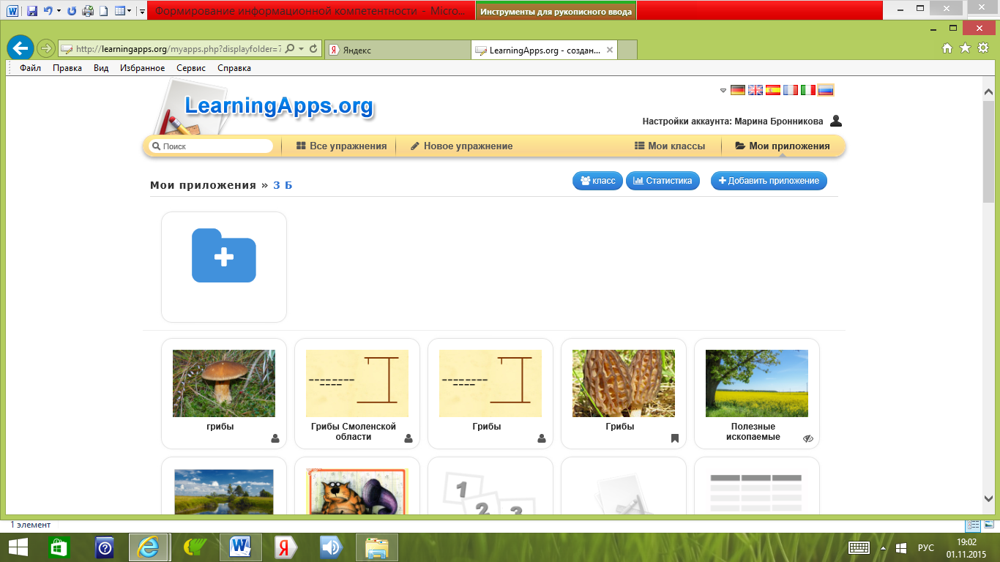 Формирование информационной компетентности - Micro...
Инструменты для рукописного ввода
http://learningapps.org/myapps.php?displayfolder=7
Яндекс
LearningApps.org - создан...
Файл Правка Вид Избранное Сервис Справка
LearningApps.org
Настройки аккаунта: Марина Бронникова
Поиск
Все упражнения
Новое упражнение
Мои классы
Мои приложения
Мои приложения » 3 Б
класс
Статистика
Добавить приложение
грибы
Грибы Смоленской
области
Грибы
Грибы
Полезные
ископаемые
1
2
3
1 элемент
РУС
19:02
01.11.2015